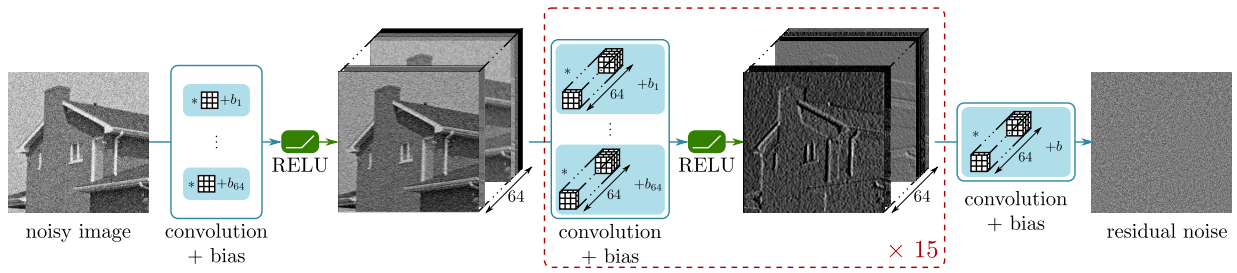 noisy image
* +b₁
⋮
* +b₆₄
convolution
+ bias
RELU
64
* 64 +b₁
⋮
* 64 +b₆₄
convolution
+ bias
RELU
64
× 15
* 64 +b
convolution
+ bias
residual noise